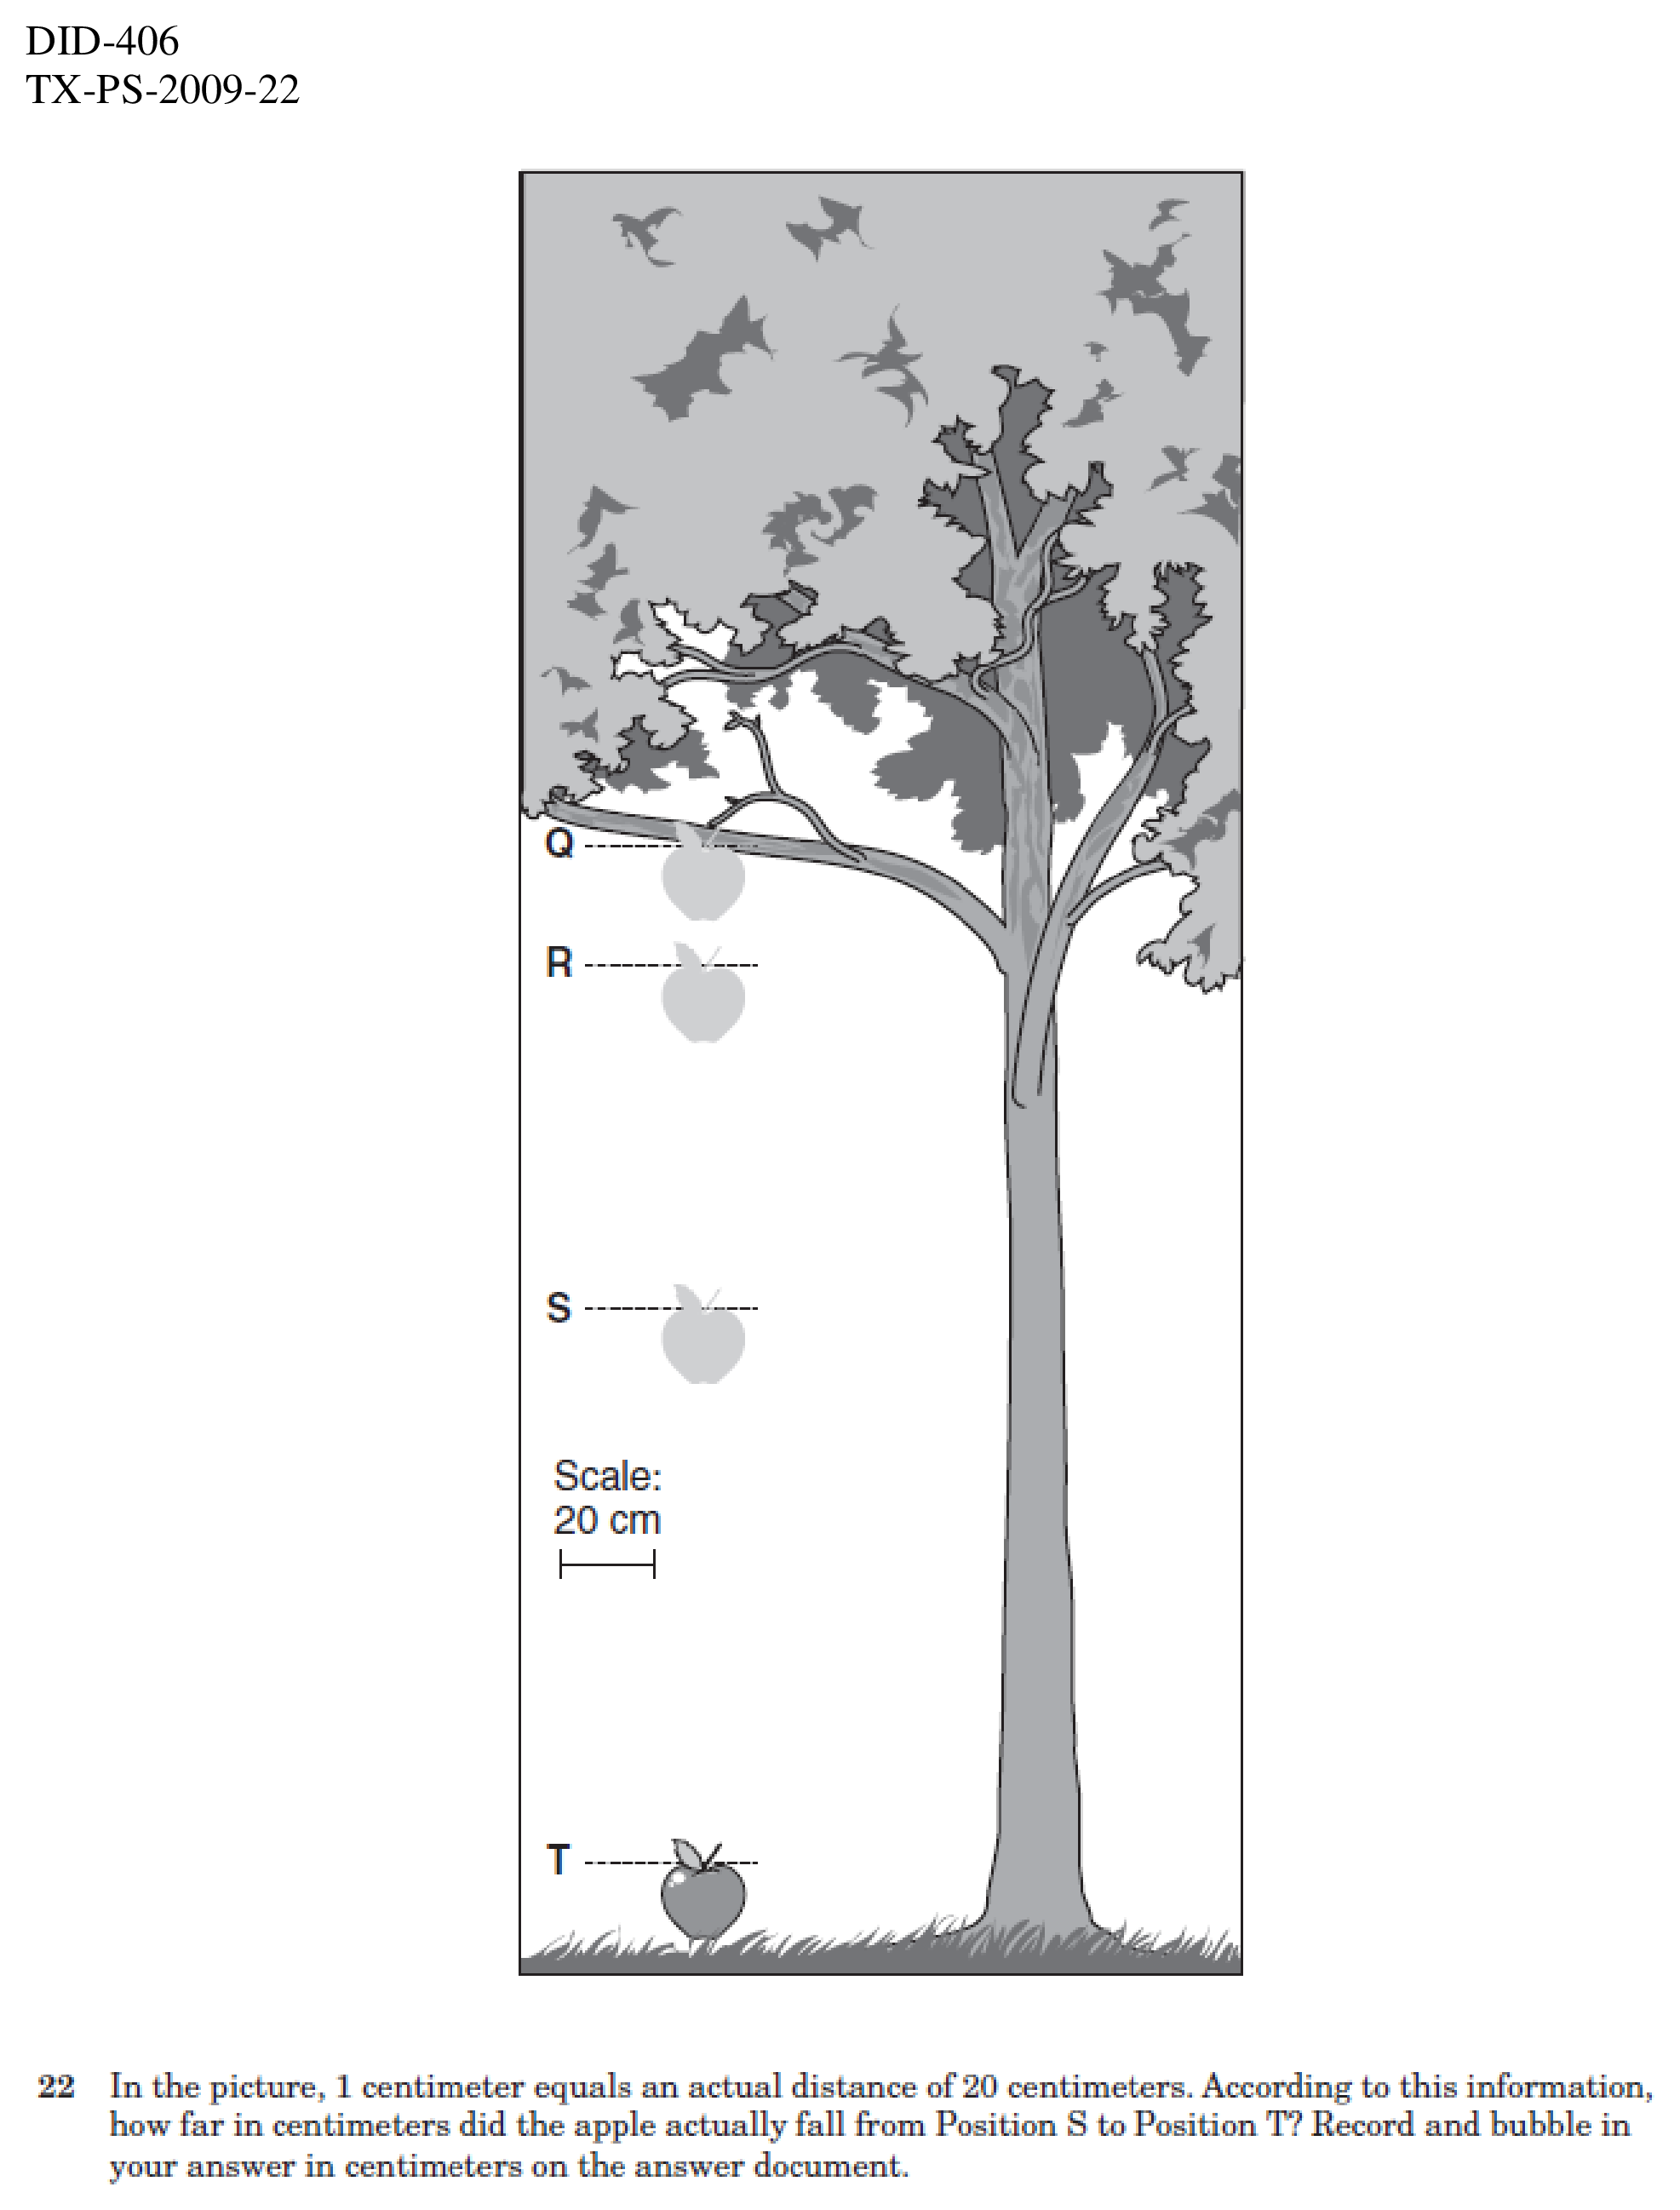 DID-406
TX-PS-2009-22
Q
R
S
Scale:
20 cm
T
22 In the picture, 1 centimeter equals an actual distance of 20 centimeters. According to this information,
how far in centimeters did the apple actually fall from Position S to Position T? Record and bubble in
your answer in centimeters on the answer document.